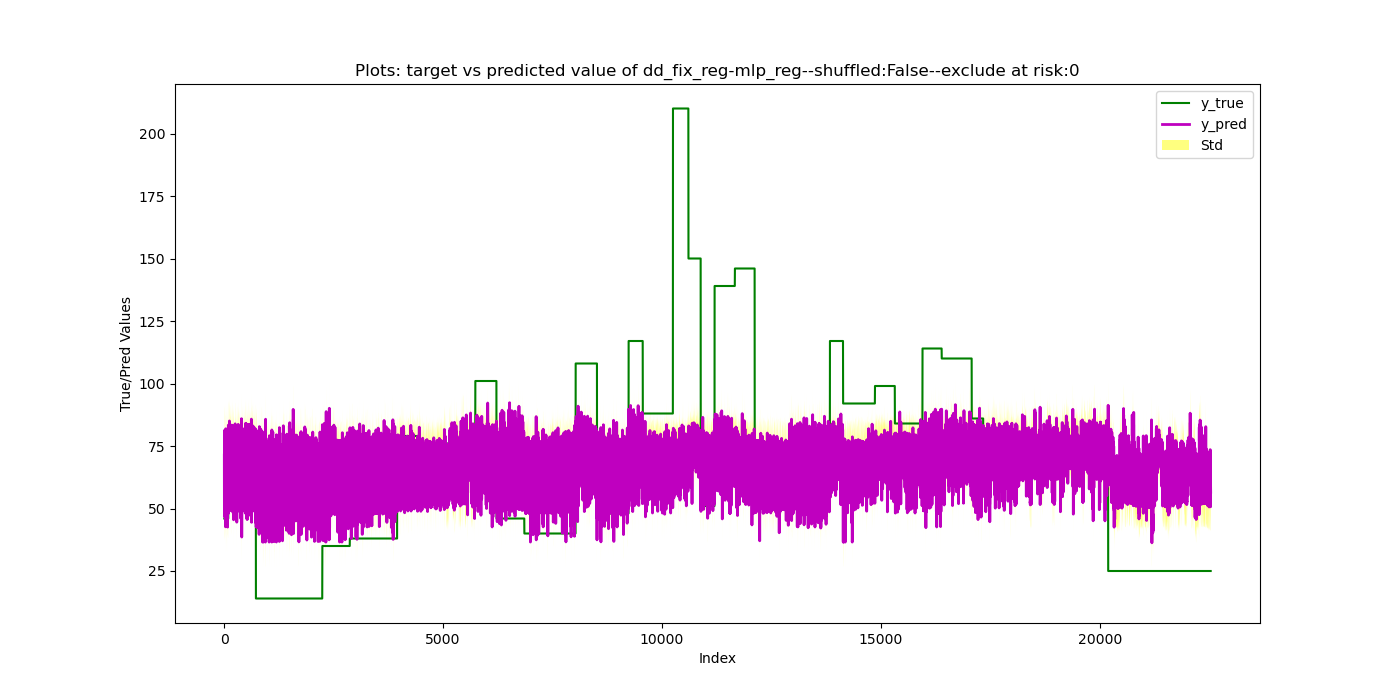 Plots: target vs predicted value of dd_fix_reg-mlp_reg--shuffled:False--exclude at risk:0
y_true
y_pred
Std
True/Pred Values
200
175
150
125
100
75
50
25
0
5000
10000
15000
20000
Index